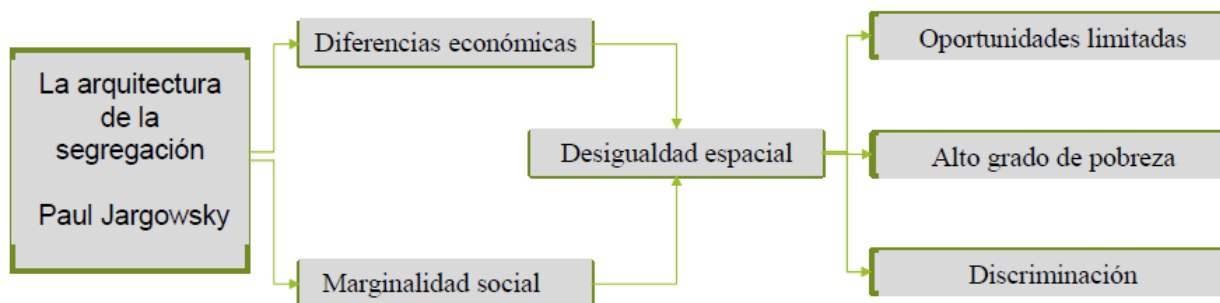 La arquitectura
de la
segregación
Paul Jargowsky
Diferencias económicas
Marginalidad social
Desigualdad espacial
Oportunidades limitadas
Alto grado de pobreza
Discriminación